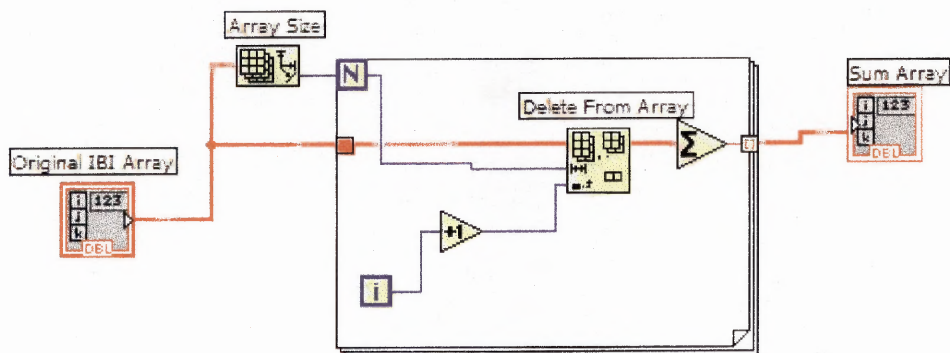 Array Size
N
Sum Array
i
j
k
123
DBL
Delete From Array
Σ
Original IBI Array
i
j
k
123
DBL
+1
i